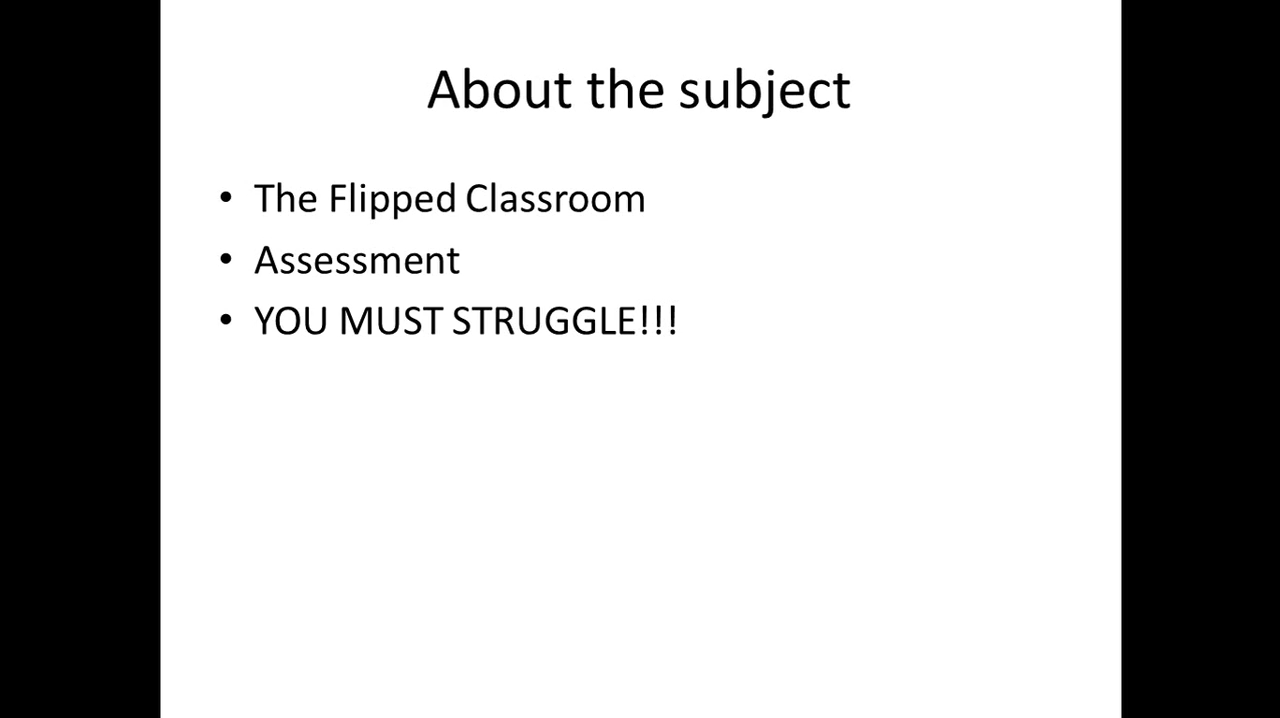 About the subject
• The Flipped Classroom
• Assessment
• YOU MUST STRUGGLE!!!